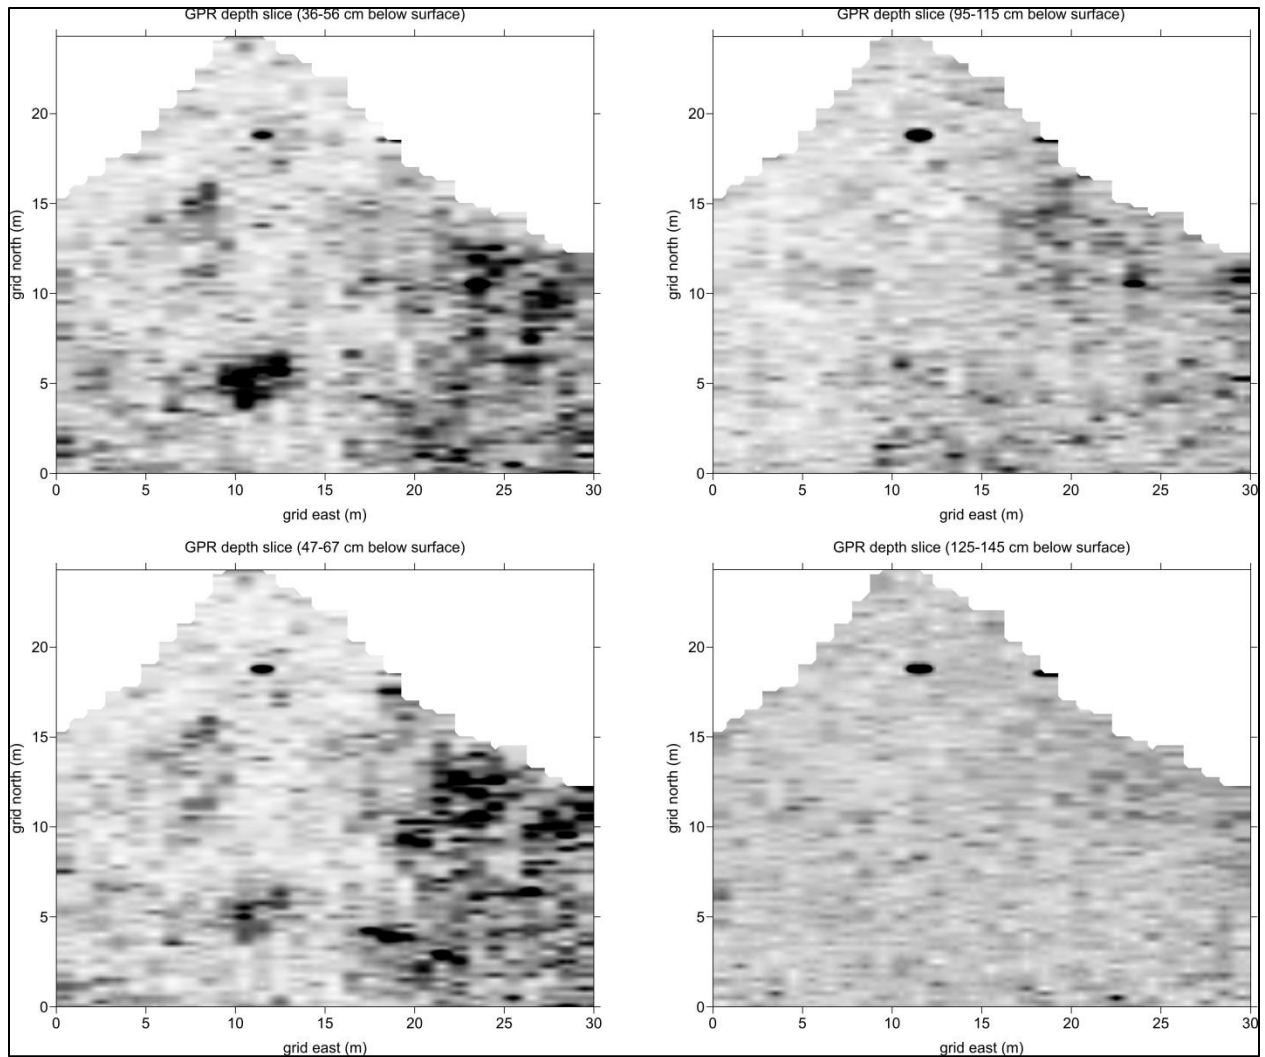 GPR depth slice (36-56 cm below surface)
20
15
10
5
0
grid north (m)
0 5 10 15 20 25 30
grid east (m)
GPR depth slice (95-115 cm below surface)
20
15
10
5
0
grid north (m)
0 5 10 15 20 25 30
grid east (m)
GPR depth slice (47-67 cm below surface)
20
15
10
5
0
grid north (m)
0 5 10 15 20 25 30
grid east (m)
GPR depth slice (125-145 cm below surface)
20
15
10
5
0
grid north (m)
0 5 10 15 20 25 30
grid east (m)